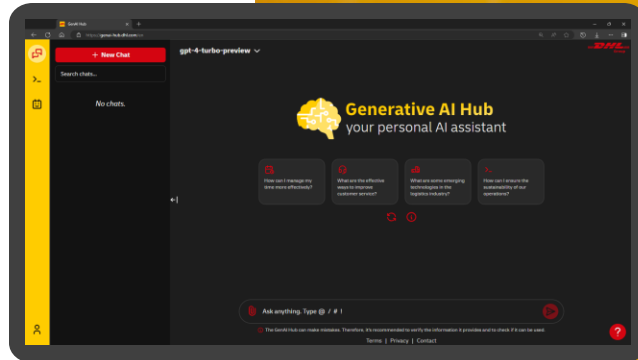 GenAI Hub
+ New Chat
gpt-4-turbo-preview
DHL
Search chats...
No chats.
Generative AI Hub
your personal AI assistant
How can I manage my
time more effectively?
What are the effective
ways to improve
customer service?
What are some emerging
technologies in the
logistics industry?
How can I ensure the
sustainability of our
operations?
Ask anything. Type @ / # !
The GenAI Hub can make mistakes. Therefore, it's recommended to verify the information it provides and to check if it can be used.
Terms | Privacy | Contact
?